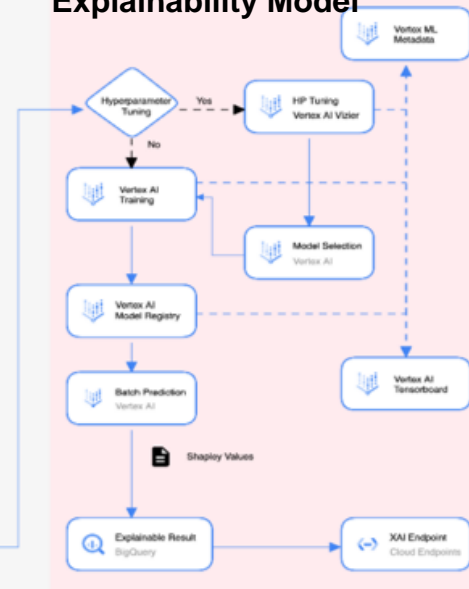 Explainability Model
Vertex ML
Metadata
Hyperparameter
Tuning
Yes
HP Tuning
Vertex AI Vizier
No
Vertex AI
Training
Model Selection
Vertex AI
Vertex AI
Model Registry
Batch Prediction
Vertex AI
Vertex AI
Tensorboard
Shapley Values
Explainable Result
BigQuery
XAI Endpoint
Cloud Endpoints